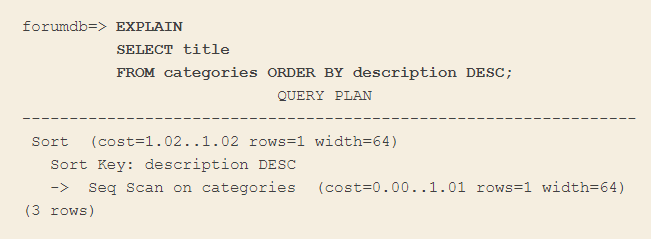 forumdb=> EXPLAIN
SELECT title
FROM categories ORDER BY description DESC;
QUERY PLAN
-----------------------------------------------------------------
Sort  (cost=1.02..1.02 rows=1 width=64)
Sort Key: description DESC
->  Seq Scan on categories  (cost=0.00..1.01 rows=1 width=64)
(3 rows)